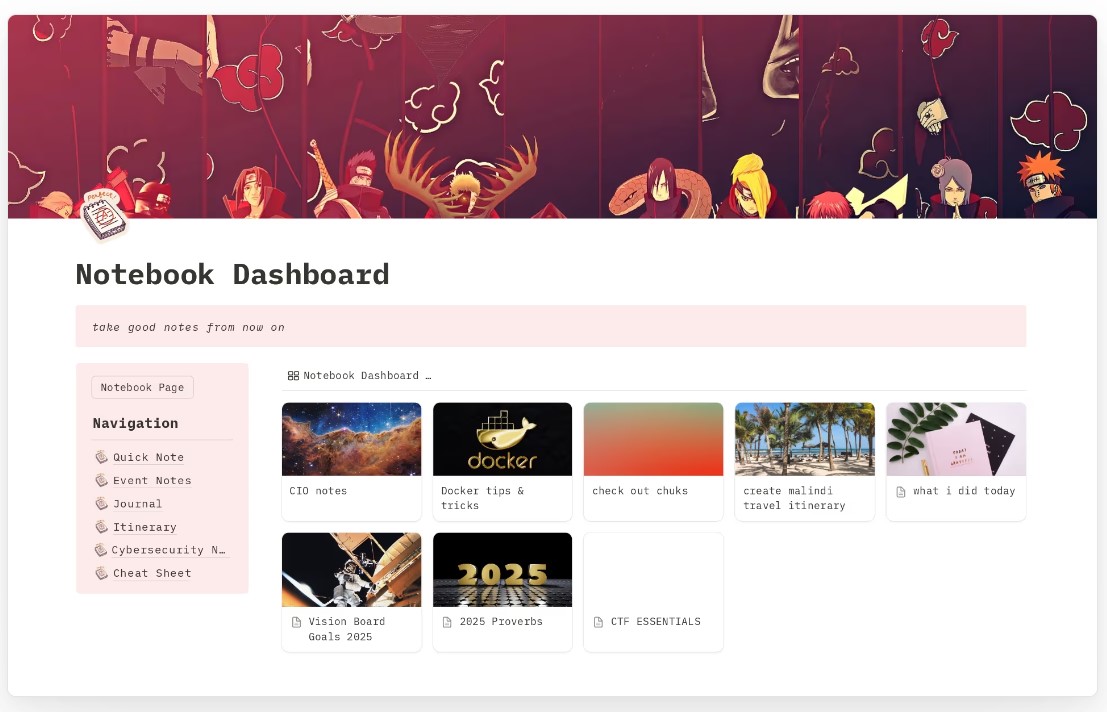 Perfect!
Notebook Dashboard
take good notes from now on
Notebook Page
Navigation
Quick Note
Event Notes
Journal
Itinerary
Cybersecurity N…
Cheat Sheet
Notebook Dashboard …
CIO notes
docker
Docker tips &
tricks
check out chuks
create malindi
travel itinerary
what i did today
Vision Board
Goals 2025
2025
2025 Proverbs
CTF ESSENTIALS